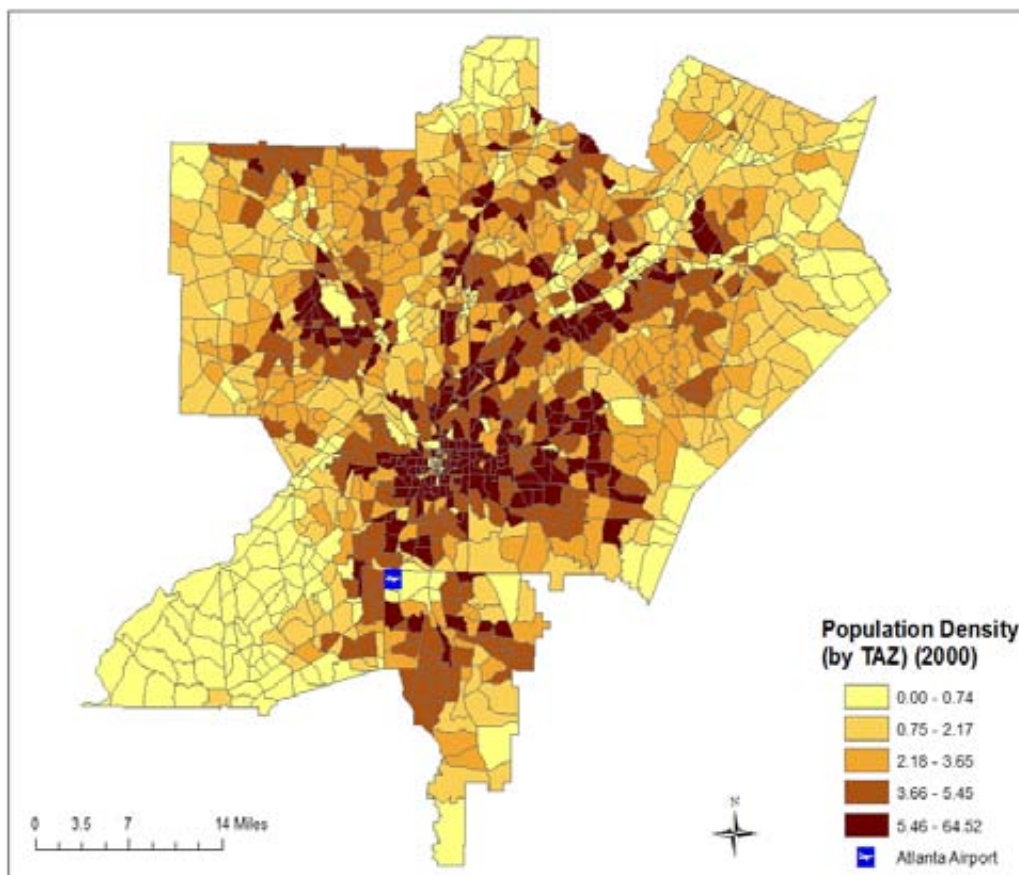 Population Density
(by TAZ) (2000)
0.00 - 0.74
0.75 - 2.17
2.18 - 3.65
3.66 - 5.45
5.46 - 64.52
Atlanta Airport
N
0 3.5 7 14 Miles